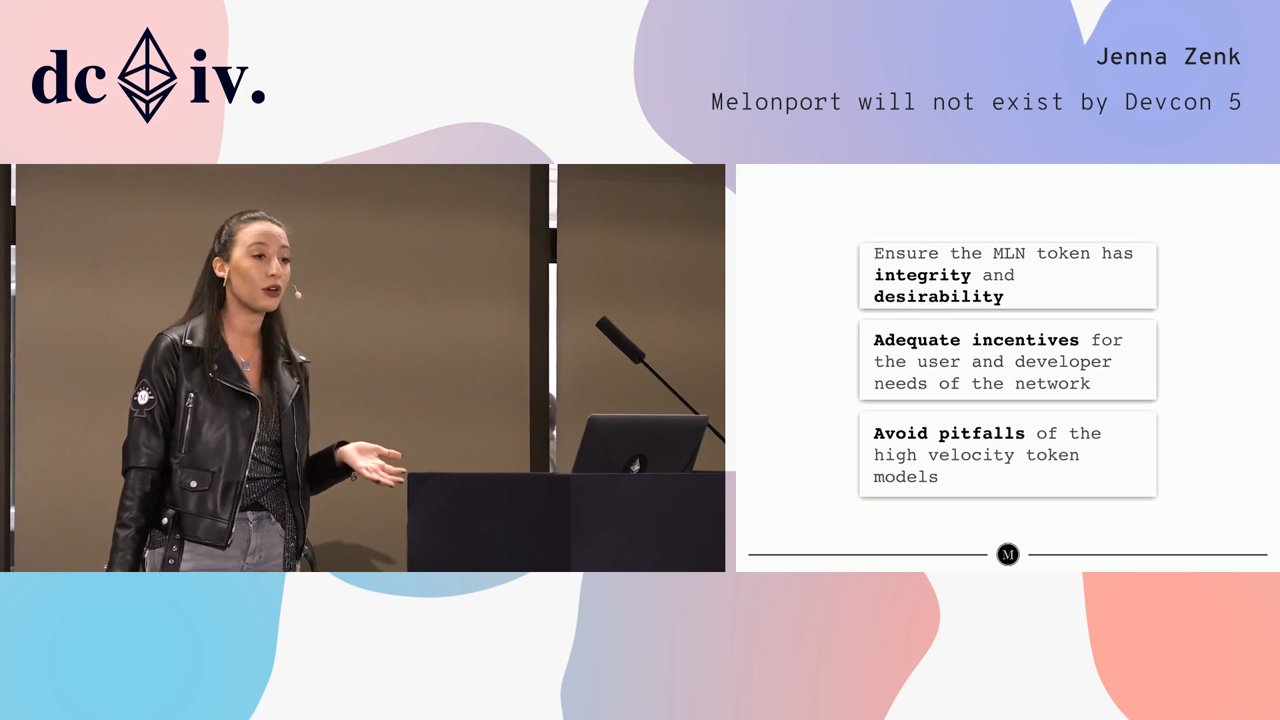 dc iv.
Jenna Zenk
Melonport will not exist by Devcon 5
Ensure the MLN token has
integrity and
desirability
Adequate incentives for
the user and developer
needs of the network
Avoid pitfalls of the
high velocity token
models
M
M